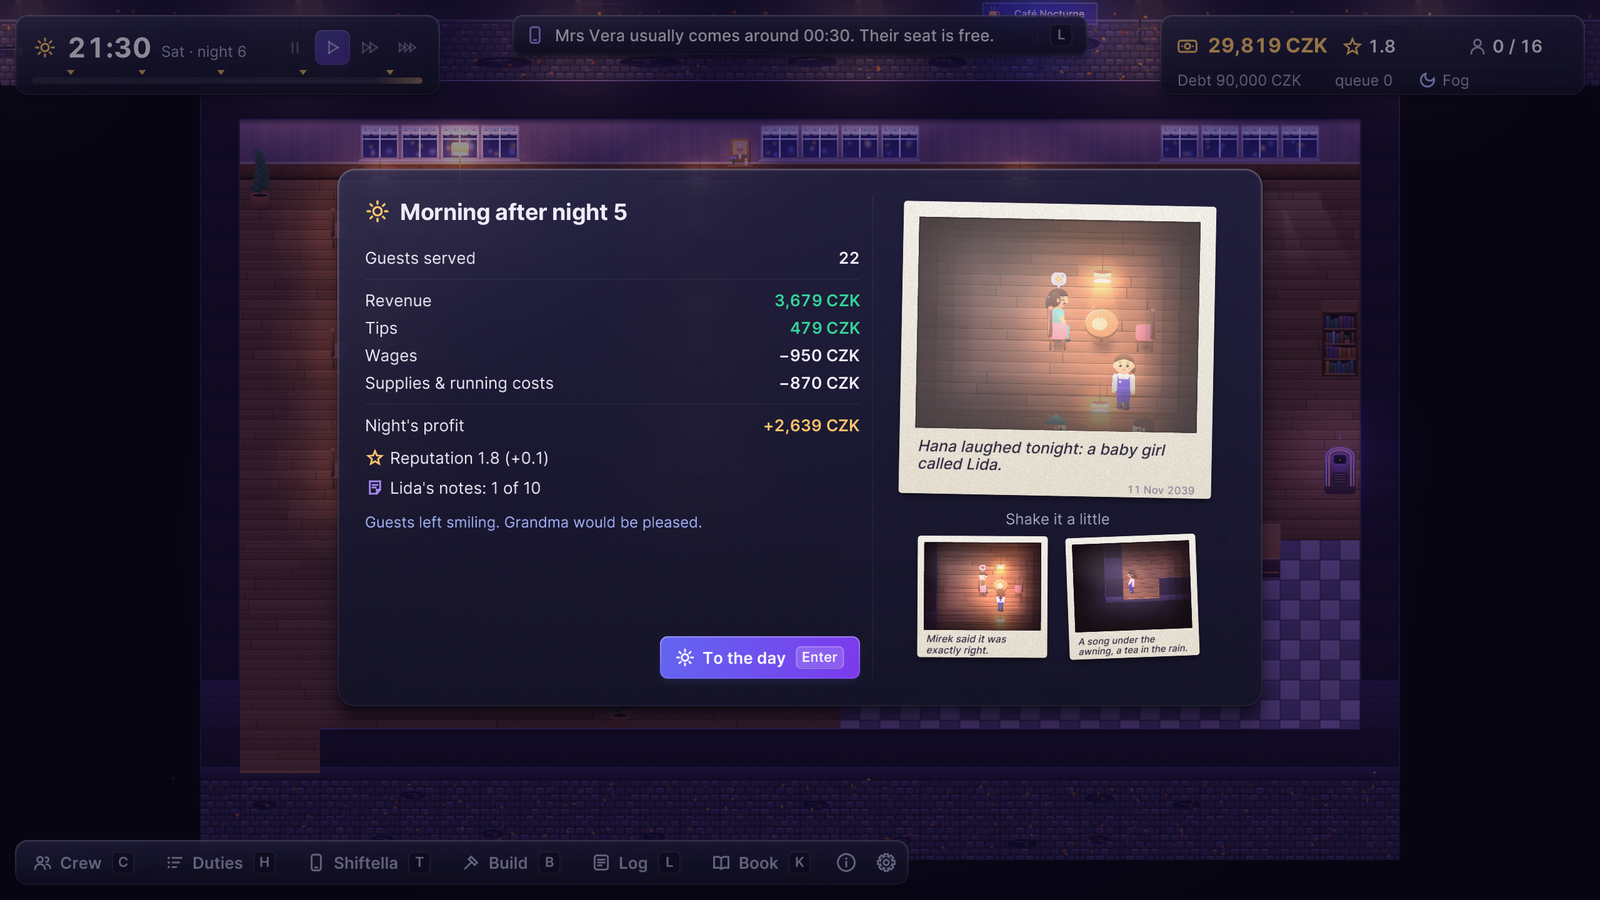 Café Nocturne
21:30
Sat · night 6
Mrs Vera usually comes around 00:30. Their seat is free.
L
29,819 CZK
1.8
0 / 16
Debt 90,000 CZK
queue 0
Fog
Morning after night 5
Guests served 22
Revenue 3,679 CZK
Tips 479 CZK
Wages −950 CZK
Supplies & running costs −870 CZK
Night's profit +2,639 CZK
Reputation 1.8 (+0.1)
Lida's notes: 1 of 10
Guests left smiling. Grandma would be pleased.
To the day Enter
Hana laughed tonight: a baby girl
called Lida.
11 Nov 2039
Shake it a little
Mirek said it was
exactly right.
A song under the
awning, a tea in the rain.
Crew C
Duties H
Shiftella T
Build B
Log L
Book K